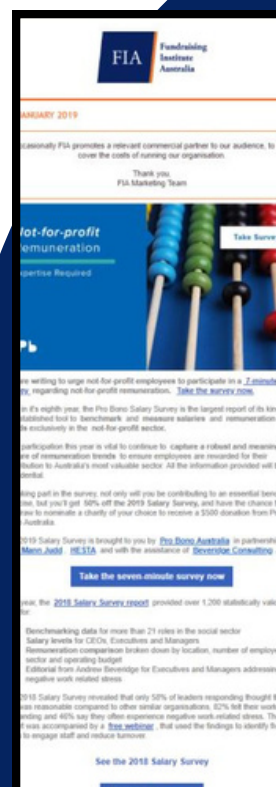 FIA
Fundraising
Institute
Australia
ANUARY 2019
ccasionally FIA promotes a relevant commercial partner to our audience, to
cover the costs of running our organisation.
Thank you
FIA Marketing Team
Not-for-profit
emuneration
xpertise Required
Take Surve
re writing to urge not-for-profit employees to participate in a 7-minute
regarding not-for-profit remuneration. Take the survey now.
in it's eighth year, the Pro Bono Salary Survey is the largest report of its kin
tablished tool to benchmark and measure salaries and remuneration
exclusively in the not-for-profit sector.
participation this year is vital to continue to capture a robust and meaning
re of remuneration trends to ensure employees are rewarded for their
ibution to Australia's most valuable sector. All the information provided will b
dential.
king part in the survey, not only will you be contributing to an essential ben
but you'll get 50% off the 2019 Salary Survey, and have the chance t
raw to nominate a charity of your choice to receive a $500 donation from P
Australia.
2019 Salary Survey is brought to you by Pro Bono Australia in partnersh
Mann Judd , HESTA and with the assistance of Beveridge Consulting
Take the seven-minute survey now
year, the 2018 Salary Survey report provided over 1,200 statistically valid
for:
Benchmarking data for more than 21 roles in the social sector
Salary levels for CEOs, Executives and Managers
Remuneration comparison broken down by location, number of employe
sector and operating budget
Editorial from Andrew Beveridge for Executives and Managers addressin
negative work related stress
2018 Salary Survey revealed that only 58% of leaders responding thought t
was reasonable compared to other similar organisations, 82% felt their work
anding and 46% say they often experience negative work-related stress. Th
t was accompanied by a free webinar , that used the findings to identify
to engage staff and reduce turnover.
See the 2018 Salary Survey